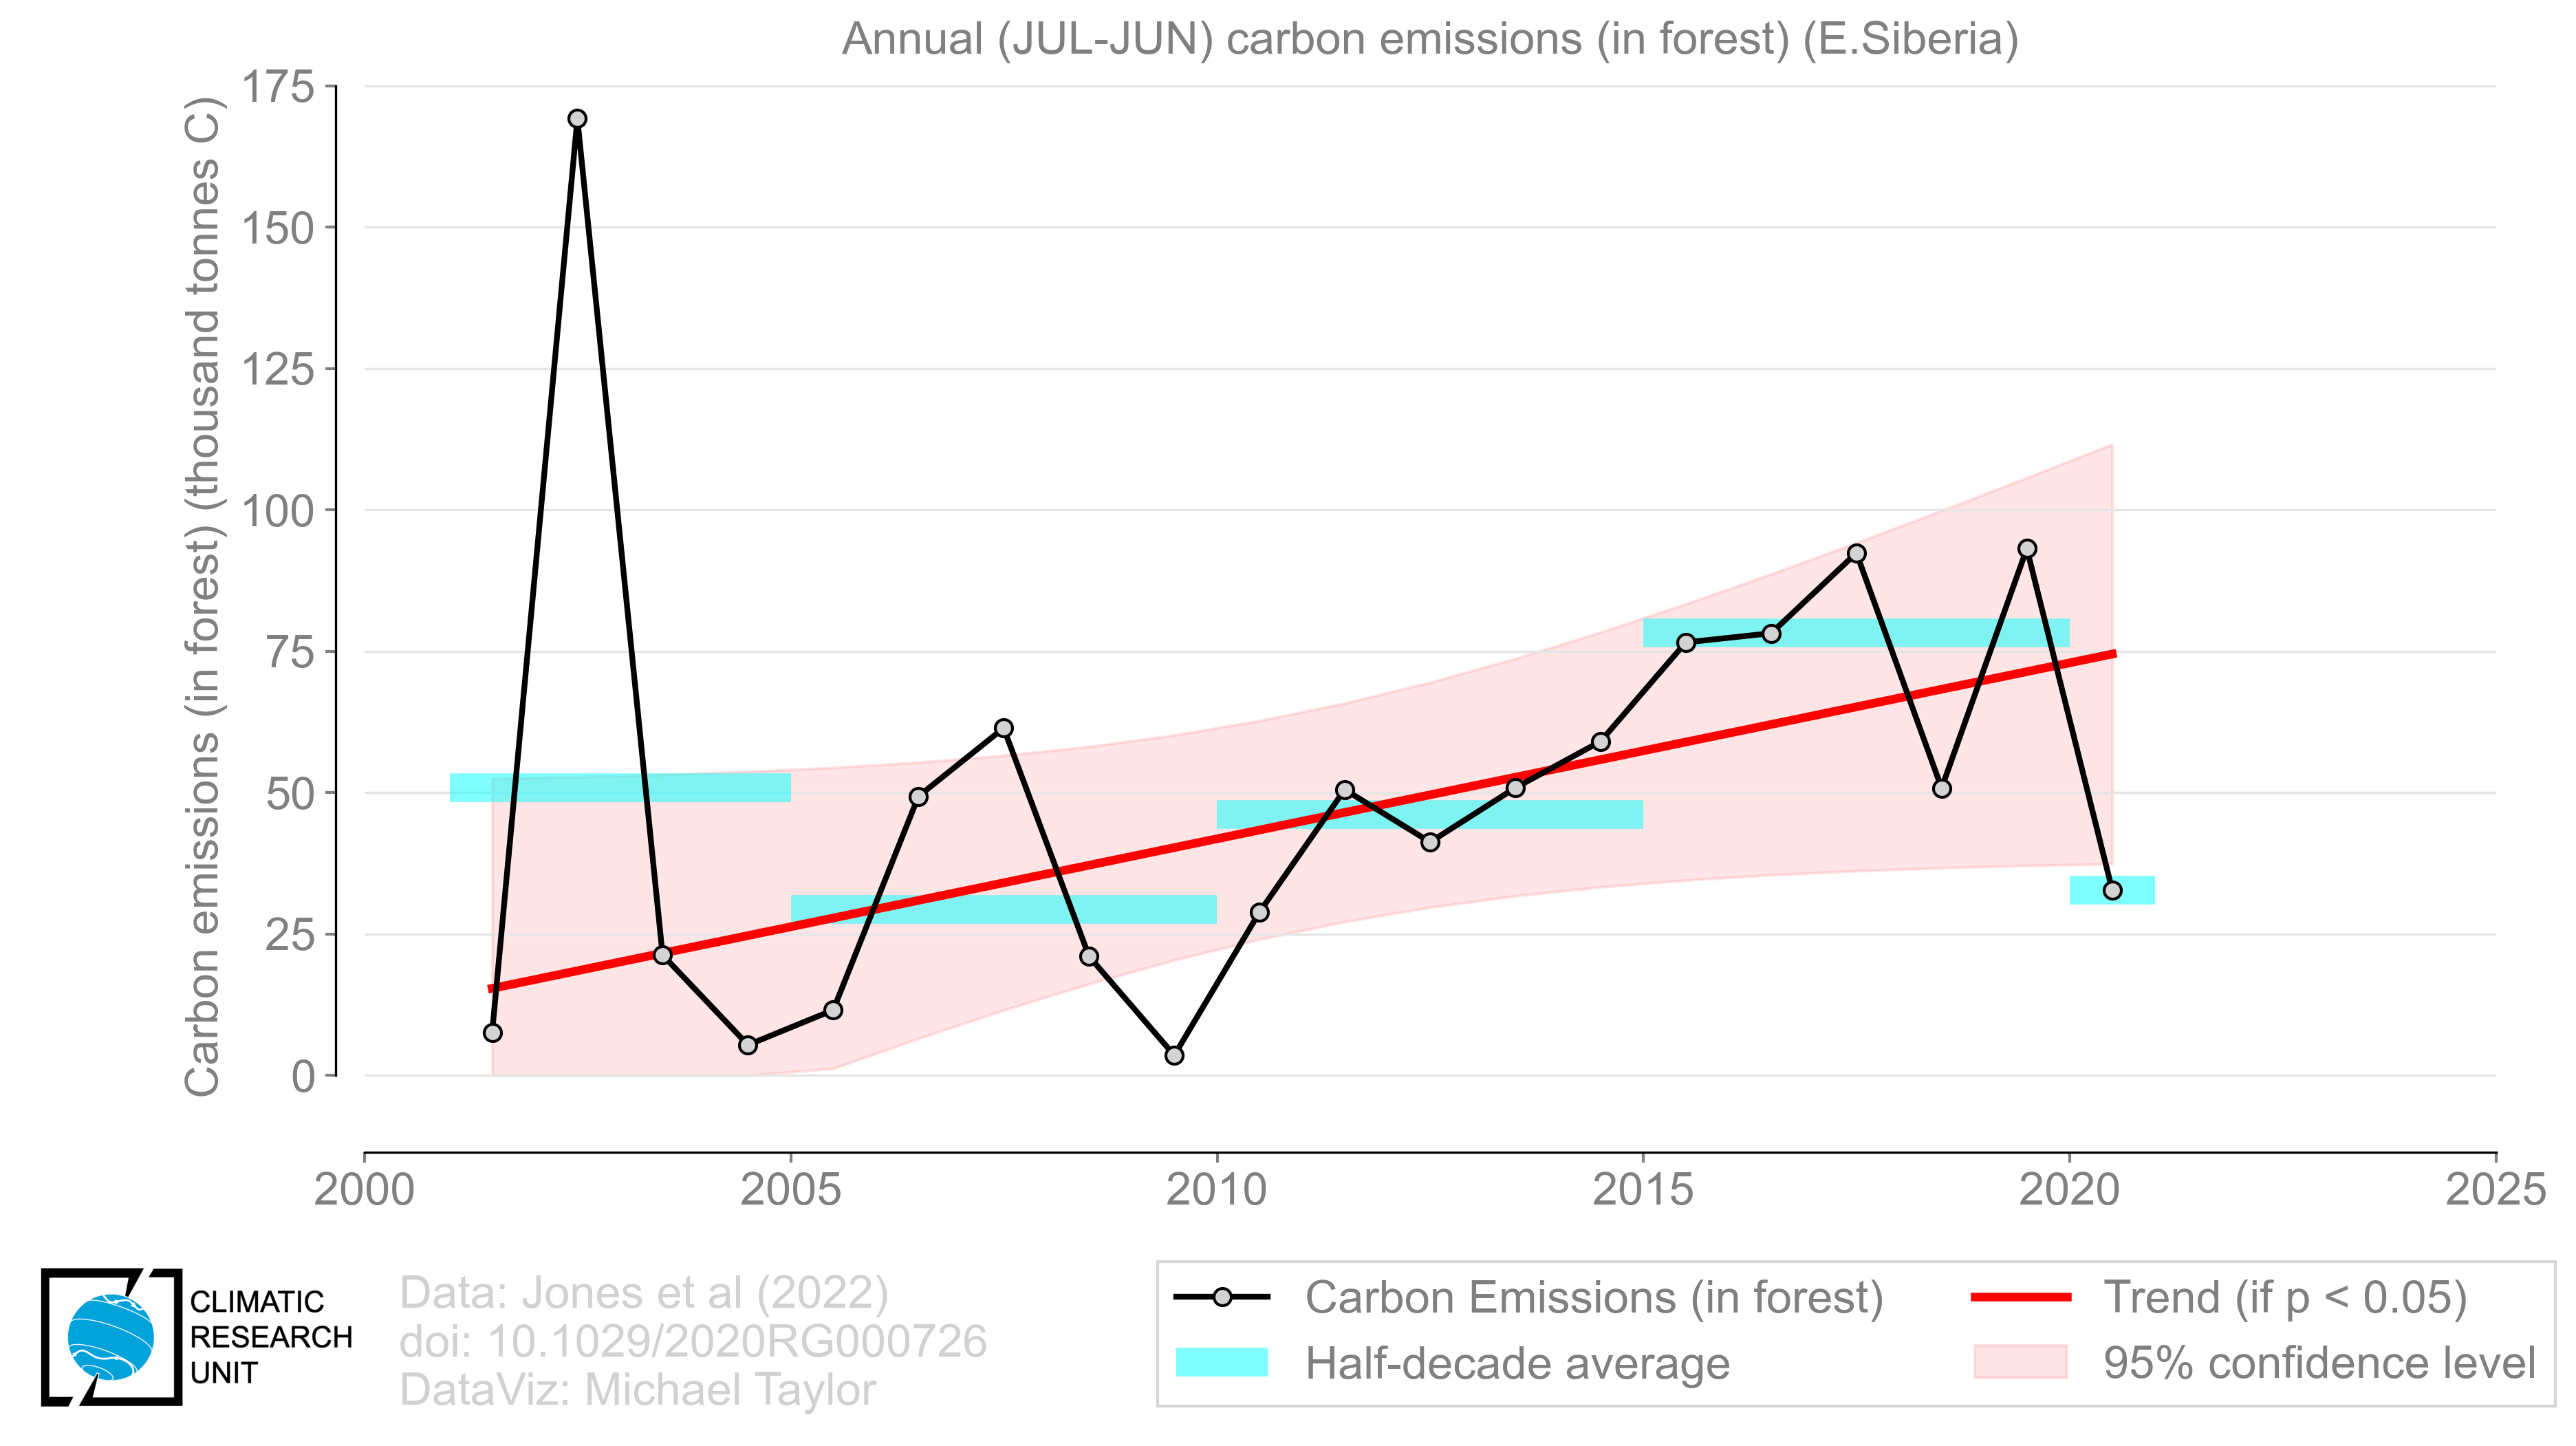 Annual (JUL-JUN) carbon emissions (in forest) (E.Siberia)
Carbon emissions (in forest) (thousand tonnes C)
175
150
125
100
75
50
25
0
2000 2005 2010 2015 2020 2025
CLIMATIC
RESEARCH
UNIT
Data: Jones et al (2022)
doi: 10.1029/2020RG000726
DataViz: Michael Taylor
Carbon Emissions (in forest)
Half-decade average
Trend (if p < 0.05)
95% confidence level